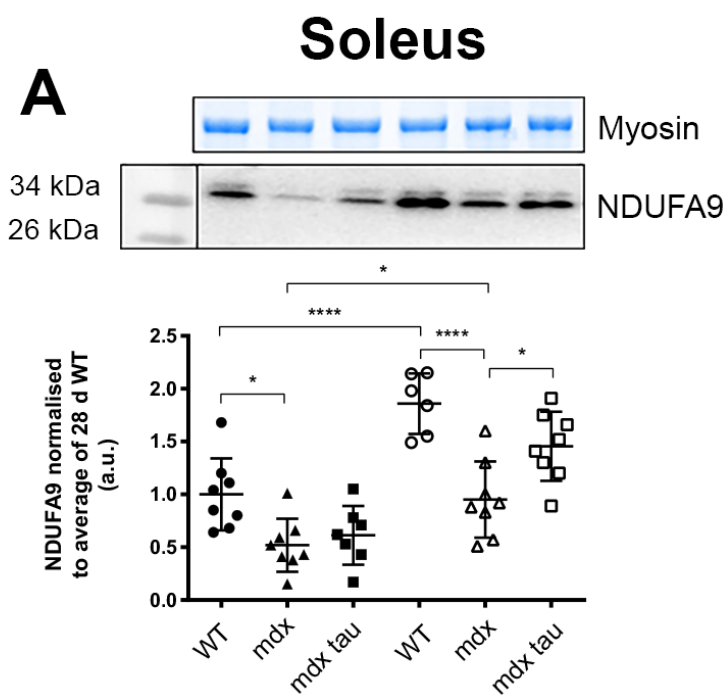 Soleus
A
Myosin
34 kDa
26 kDa
NDUFA9
*
****
****
*
*
NDUFA9 normalised
to average of 28 d WT
(a.u.)
2.5
2.0
1.5
1.0
0.5
0.0
WT
mdx
mdx tau
WT
mdx
mdx tau